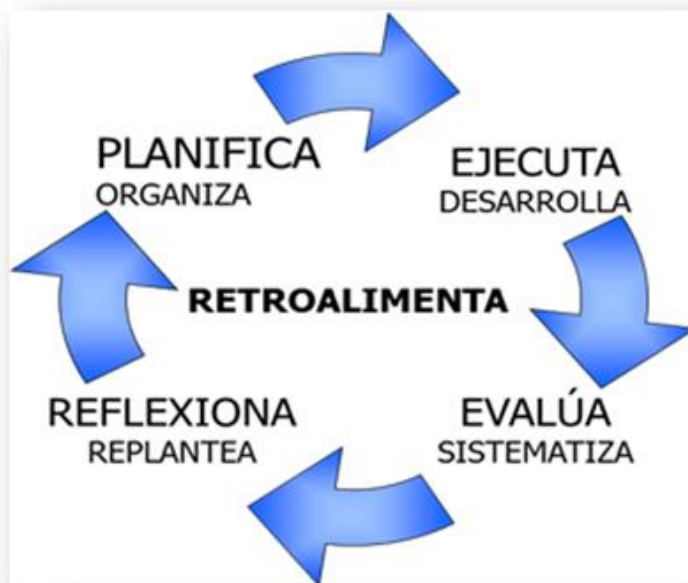 PLANIFICA
ORGANIZA
EJECUTA
DESARROLLA
RETROALIMENTA
REFLEXIONA
REPLANTEA
EVALÚA
SISTEMATIZA